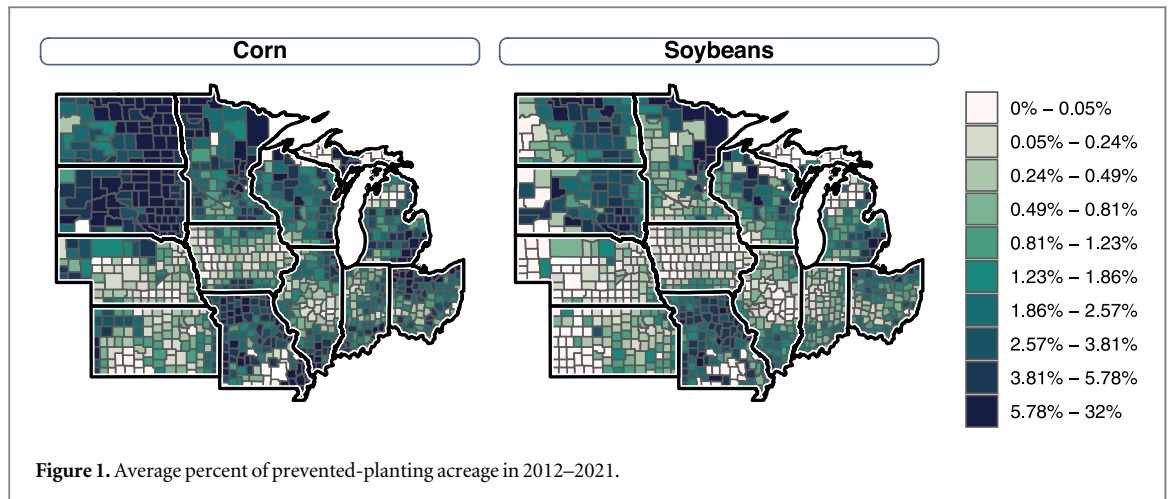 Corn
Soybeans
0% – 0.05%
0.05% – 0.24%
0.24% – 0.49%
0.49% – 0.81%
0.81% – 1.23%
1.23% – 1.86%
1.86% – 2.57%
2.57% – 3.81%
3.81% – 5.78%
5.78% – 32%
Figure 1. Average percent of prevented-planting acreage in 2012–2021.